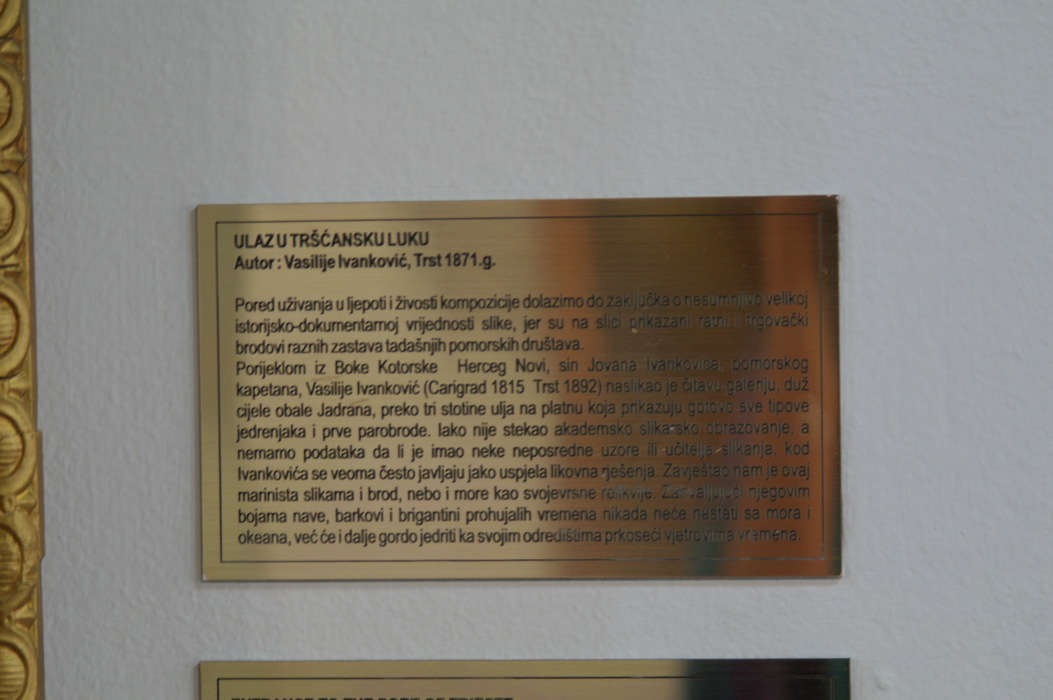 ULAZ U TRŠĆANSKU LUKU
Autor : Vasilije Ivanković, Trst 1871.g.
Pored uživanja u ljepoti i živosti kompozicije dolazimo do zaključka o nesumnjivo velikoj
istorijsko-dokumentarnoj vrijednosti slike, jer su na slici prikazani ratni i trgovački
brodovi raznih zastava tadašnjih pomorskih društava.
Porijeklom iz Boke Kotorske Herceg Novi, sin Jovana Ivankovića, pomorskog
kapetana, Vasilije Ivanković (Carigrad 1815 Trst 1892) naslikao je čitavu galeriju, duž
cijele obale Jadrana, preko tri stotine ulja na platnu koja prikazuju gotovo sve tipove
jedrenjaka i prve parobrode. Iako nije stekao akademsko slikarsko obrazovanje, a
nemamo podataka da li je imao neke neposredne uzore ili učitelja slikanja, kod
Ivankovića se veoma često javljaju jako uspjela likovna rješenja. Zavještao nam je ovaj
marinista slikama i brod, nebo i more kao svojevrsne relikvije. Zahvaljujući njegovim
bojama nave, barkovi i brigantini prohujalih vremena nikada neće nestati sa mora i
okeana, već će i dalje gordo jedriti ka svojim odredištima prkoseći vjetrovima vremena.
ENTRANCE TO THE PORT OF TRIESTE